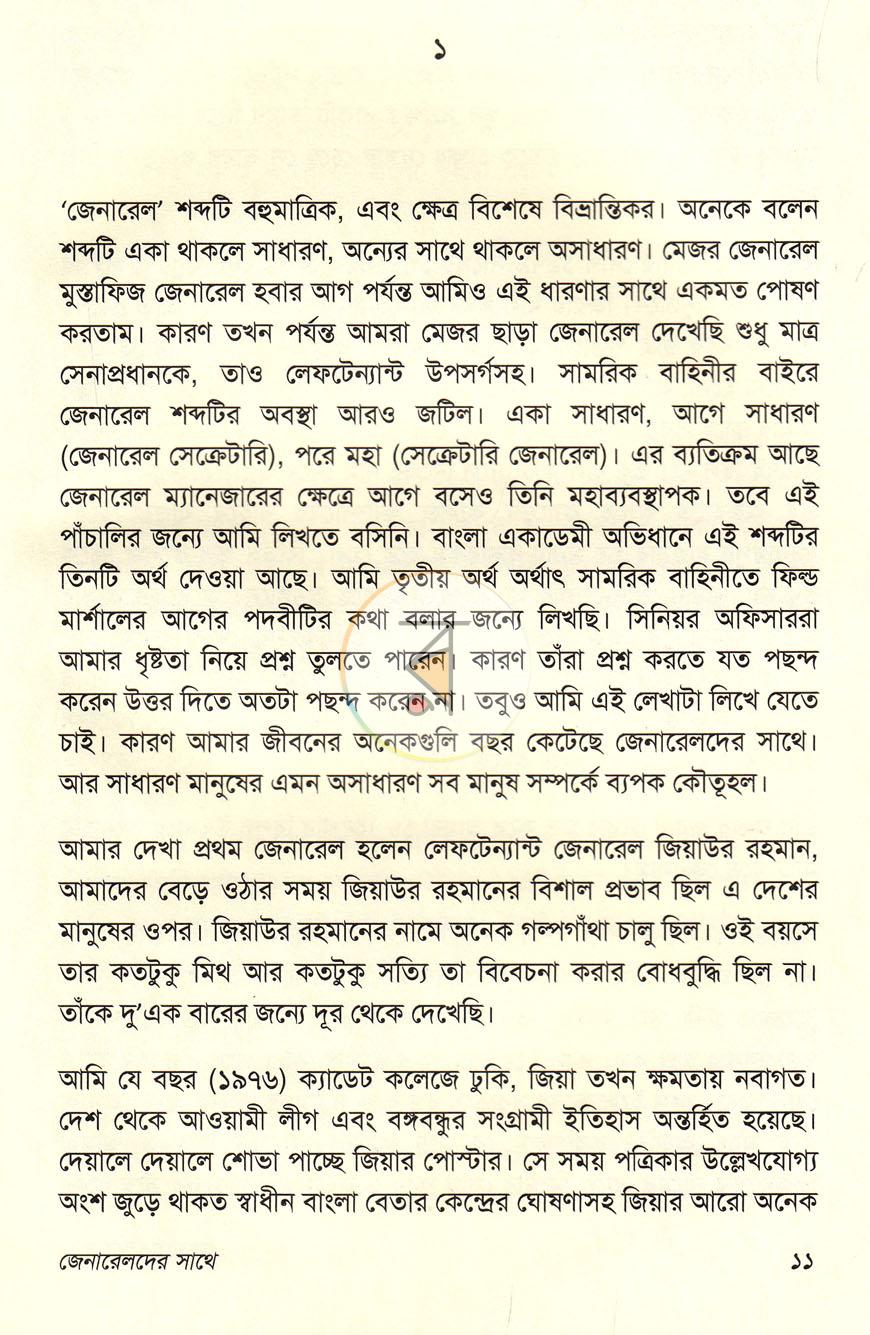 ১
‘জেনারেল’ শব্দটি বহুমাত্রিক, এবং ক্ষেত্র বিশেষে বিভ্রান্তিকর। অনেকে বলেন
শব্দটি একা থাকলে সাধারণ, অন্যের সাথে থাকলে অসাধারণ। মেজর জেনারেল
মুস্তাফিজ জেনারেল হবার আগ পর্যন্ত আমিও এই ধারণার সাথে একমত পোষণ
করতাম। কারণ তখন পর্যন্ত আমরা মেজর ছাড়া জেনারেল দেখেছি শুধু মাত্র
সেনাপ্রধানকে, তাও লেফটেন্যান্ট উপসর্গসহ। সামরিক বাহিনীর বাইরে
জেনারেল শব্দটির অবস্থা আরও জটিল। একা সাধারণ, আগে সাধারণ
(জেনারেল সেক্রেটারি), পরে মহা (সেক্রেটারি জেনারেল)। এর ব্যতিক্রম আছে
জেনারেল ম্যানেজারের ক্ষেত্রে আগে বসেও তিনি মহাব্যবস্থাপক। তবে এই
পাঁচালির জন্যে আমি লিখতে বসিনি। বাংলা একাডেমী অভিধানে এই শব্দটির
তিনটি অর্থ দেওয়া আছে। আমি তৃতীয় অর্থ অর্থাৎ সামরিক বাহিনীতে ফিল্ড
মার্শালের আগের পদবীটির কথা বলার জন্যে লিখছি। সিনিয়র অফিসাররা
আমার ধৃষ্টতা নিয়ে প্রশ্ন তুলতে পারেন। কারণ তাঁরা প্রশ্ন করতে যত পছন্দ
করেন উত্তর দিতে অতটা পছন্দ করেন না। তবুও আমি এই লেখাটা লিখে যেতে
চাই। কারণ আমার জীবনের অনেকগুলি বছর কেটেছে জেনারেলদের সাথে।
আর সাধারণ মানুষের এমন অসাধারণ সব মানুষ সম্পর্কে ব্যপক কৌতূহল।
আমার দেখা প্রথম জেনারেল হলেন লেফটেন্যান্ট জেনারেল জিয়াউর রহমান,
আমাদের বেড়ে ওঠার সময় জিয়াউর রহমানের বিশাল প্রভাব ছিল এ দেশের
মানুষের ওপর। জিয়াউর রহমানের নামে অনেক গল্পগাঁথা চালু ছিল। ওই বয়সে
তার কতটুকু মিথ আর কতটুকু সত্যি তা বিবেচনা করার বোধবুদ্ধি ছিল না।
তাঁকে দু’এক বারের জন্যে দূর থেকে দেখেছি।
আমি যে বছর (১৯৭৬) ক্যাডেট কলেজে ঢুকি, জিয়া তখন ক্ষমতায় নবাগত।
দেশ থেকে আওয়ামী লীগ এবং বঙ্গবন্ধুর সংগ্রামী ইতিহাস অন্তর্হিত হয়েছে।
দেয়ালে দেয়ালে শোভা পাচ্ছে জিয়ার পোস্টার। সে সময় পত্রিকার উল্লেখযোগ্য
অংশ জুড়ে থাকত স্বাধীন বাংলা বেতার কেন্দ্রের ঘোষণাসহ জিয়ার আরো অনেক
জেনারেলদের সাথে ১১